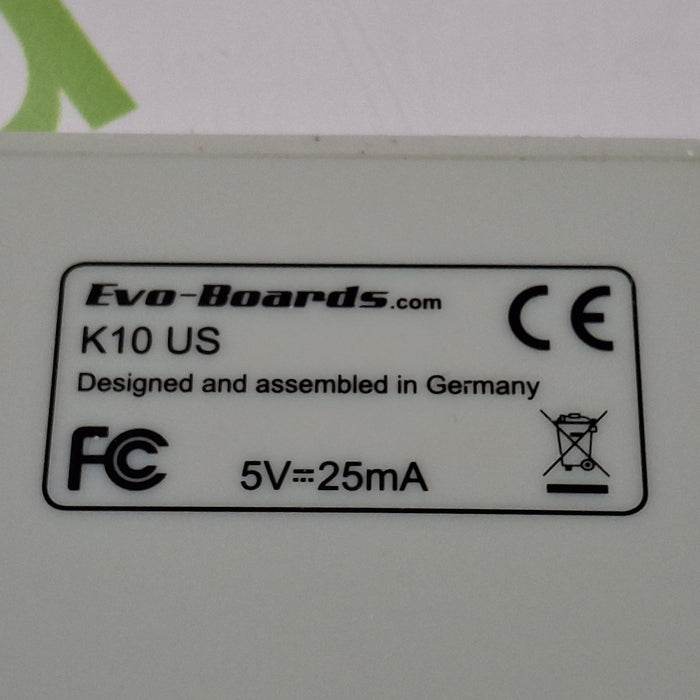 Evo-Boards.com
K10 US
Designed and assembled in Germany
FC
CE
5V⎓25mA